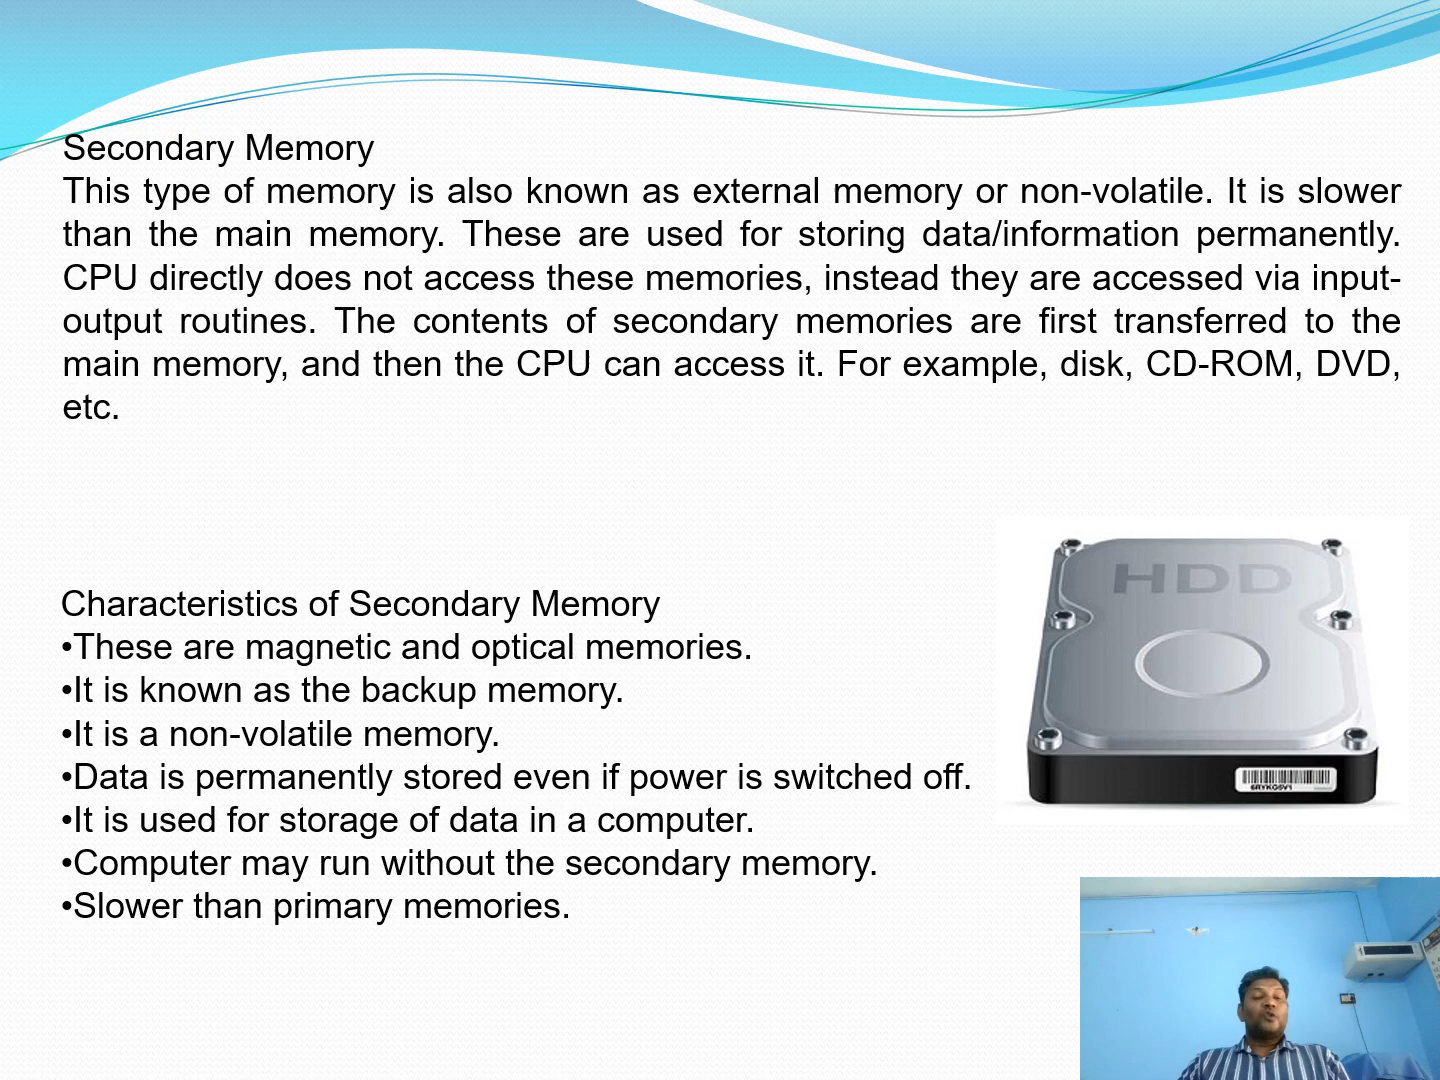 Secondary Memory
This type of memory is also known as external memory or non-volatile. It is slower
than the main memory. These are used for storing data/information permanently.
CPU directly does not access these memories, instead they are accessed via input-
output routines. The contents of secondary memories are first transferred to the
main memory, and then the CPU can access it. For example, disk, CD-ROM, DVD,
etc.
HDD
6RYKG5V1
Characteristics of Secondary Memory
•These are magnetic and optical memories.
•It is known as the backup memory.
•It is a non-volatile memory.
•Data is permanently stored even if power is switched off.
•It is used for storage of data in a computer.
•Computer may run without the secondary memory.
•Slower than primary memories.